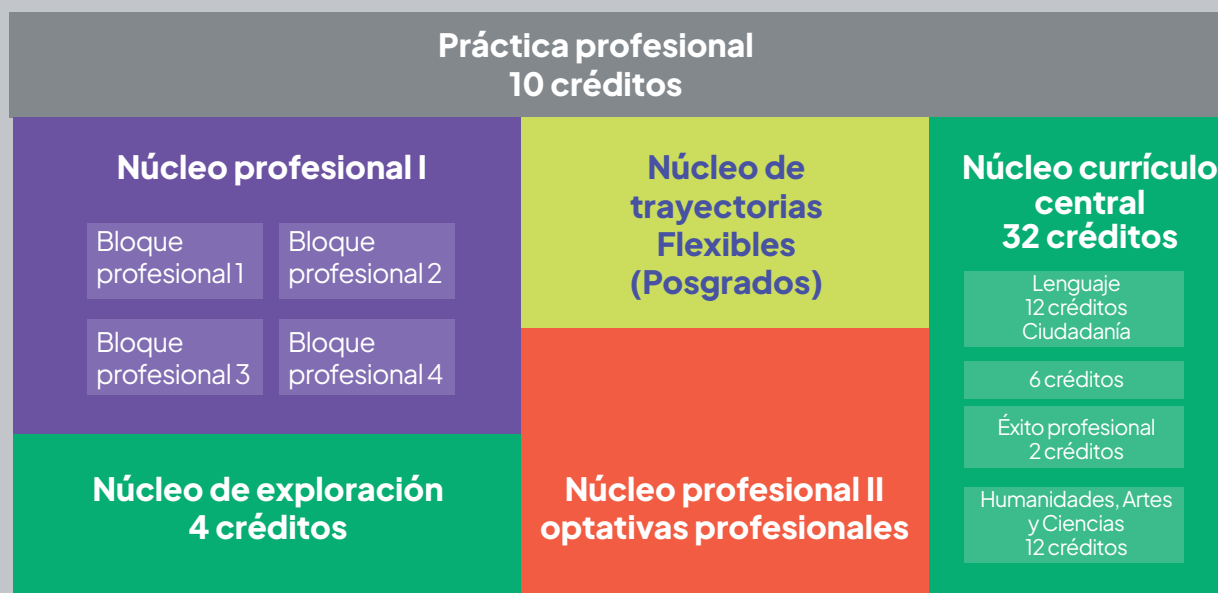 Práctica profesional
10 créditos
Núcleo profesional I
Bloque
profesional 1
Bloque
profesional 2
Bloque
profesional 3
Bloque
profesional 4
Núcleo de exploración
4 créditos
Núcleo de
trayectorias
Flexibles
(Posgrados)
Núcleo profesional II
optativas profesionales
Núcleo currículo
central
32 créditos
Lenguaje
12 créditos
Ciudadanía
6 créditos
Éxito profesional
2 créditos
Humanidades, Artes
y Ciencias
12 créditos